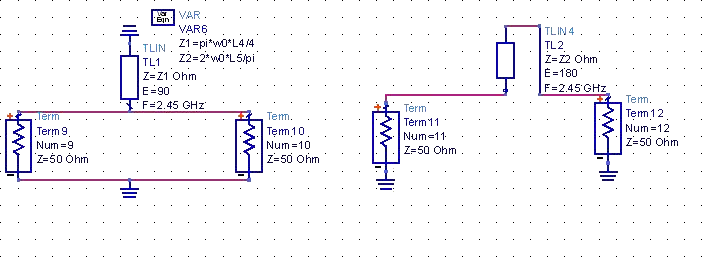 Var
Eqn
VAR
VAR6
Z1=pi*w0*L4/4
Z2=2*w0*L5/pi
TLIN
TL1
Z=Z1 Ohm
E=90
F=2.45 GHz
TLIN4
TL2
Z=Z2 Ohm
E=180
F=2.45 GHz
Term
Term9
Num=9
Z=50 Ohm
Term
Term10
Num=10
Z=50 Ohm
Term
Term11
Num=11
Z=50 Ohm
Term
Term12
Num=12
Z=50 Ohm